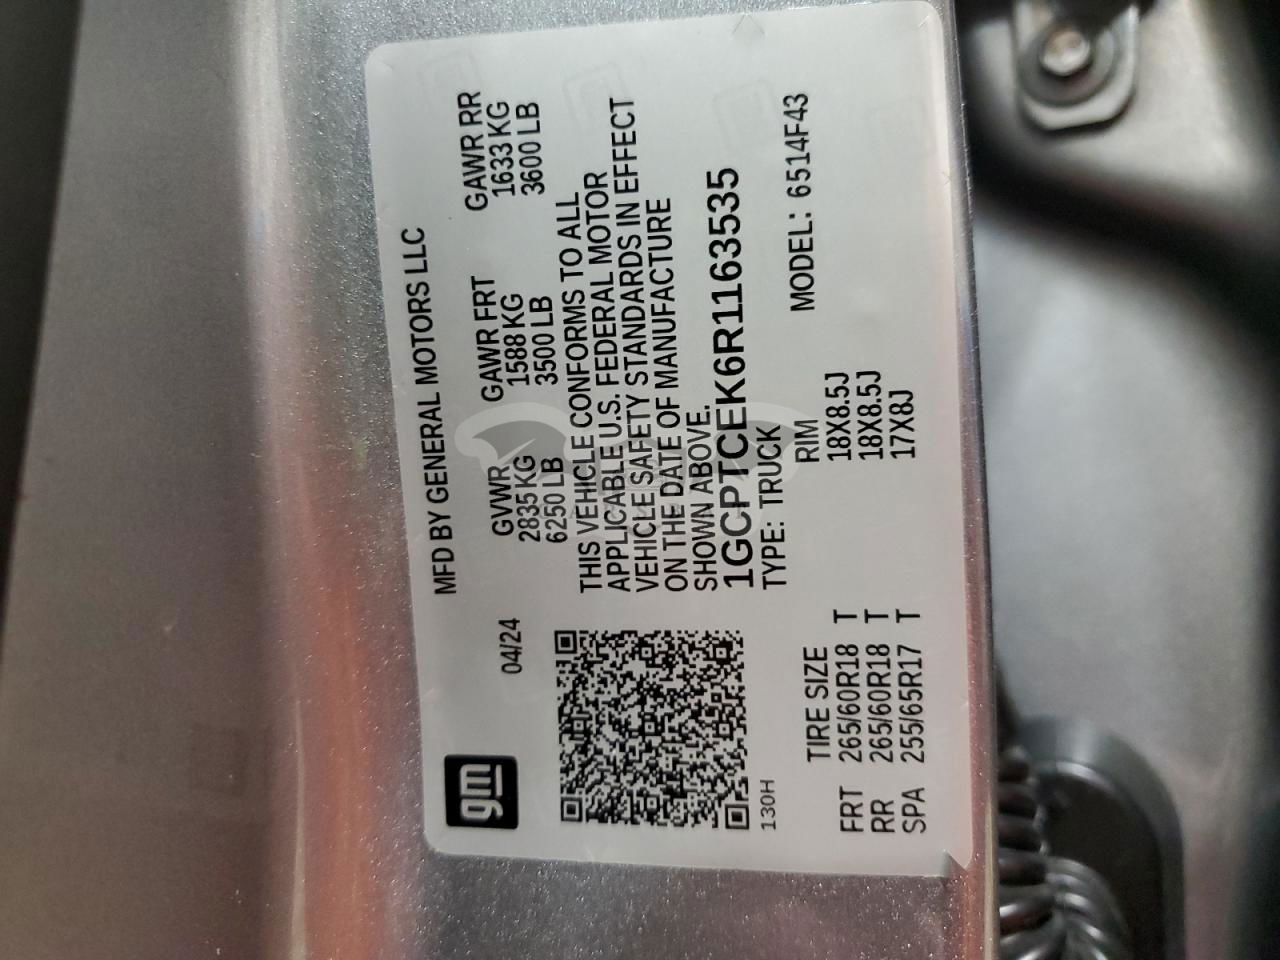 gm
MFD BY GENERAL MOTORS LLC
04/24
GVWR GAWR FRT GAWR RR
2835 KG 1588 KG 1633 KG
6250 LB 3500 LB 3600 LB
THIS VEHICLE CONFORMS TO ALL
APPLICABLE U.S. FEDERAL MOTOR
VEHICLE SAFETY STANDARDS IN EFFECT
ON THE DATE OF MANUFACTURE
SHOWN ABOVE.
1GCPTCEK6R1163535
130H
TYPE: TRUCK MODEL: 6514F43
TIRE SIZE RIM
FRT 265/60R18 T 18X8.5J
RR 265/60R18 T 18X8.5J
SPA 255/65R17 T 17X8J